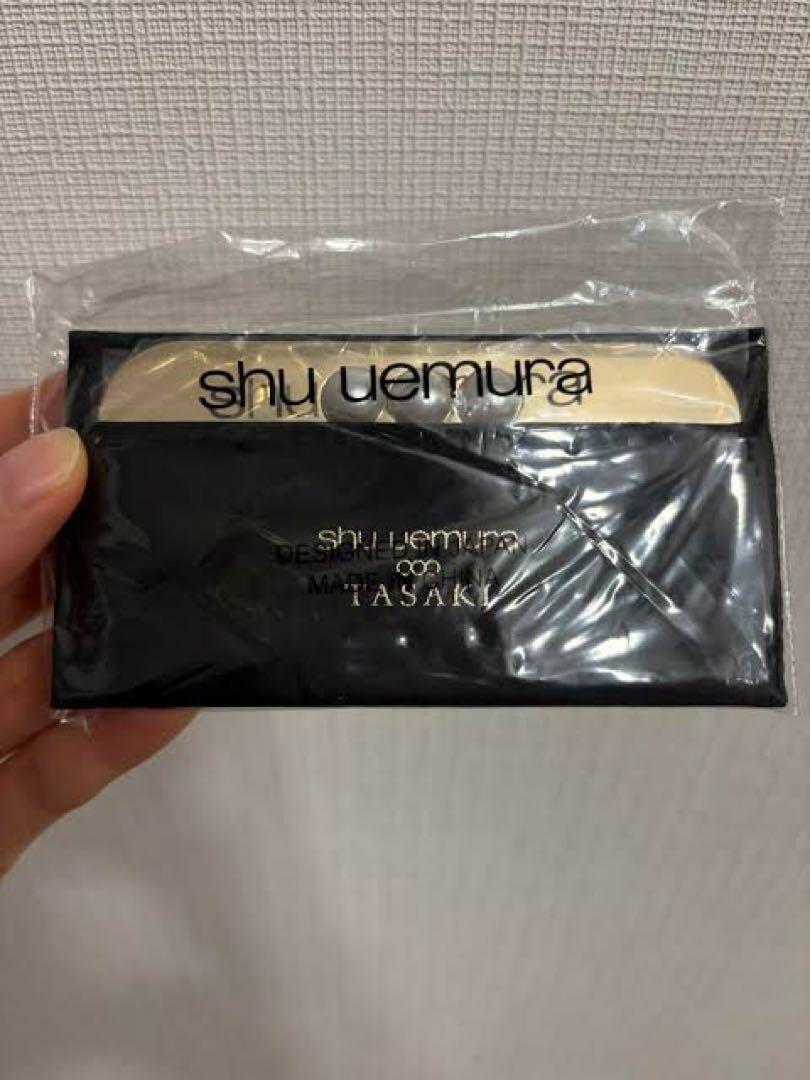 shu uemura
shu uemura
DESIGNED IN JAPAN
MADE IN CHINA
TASAKI